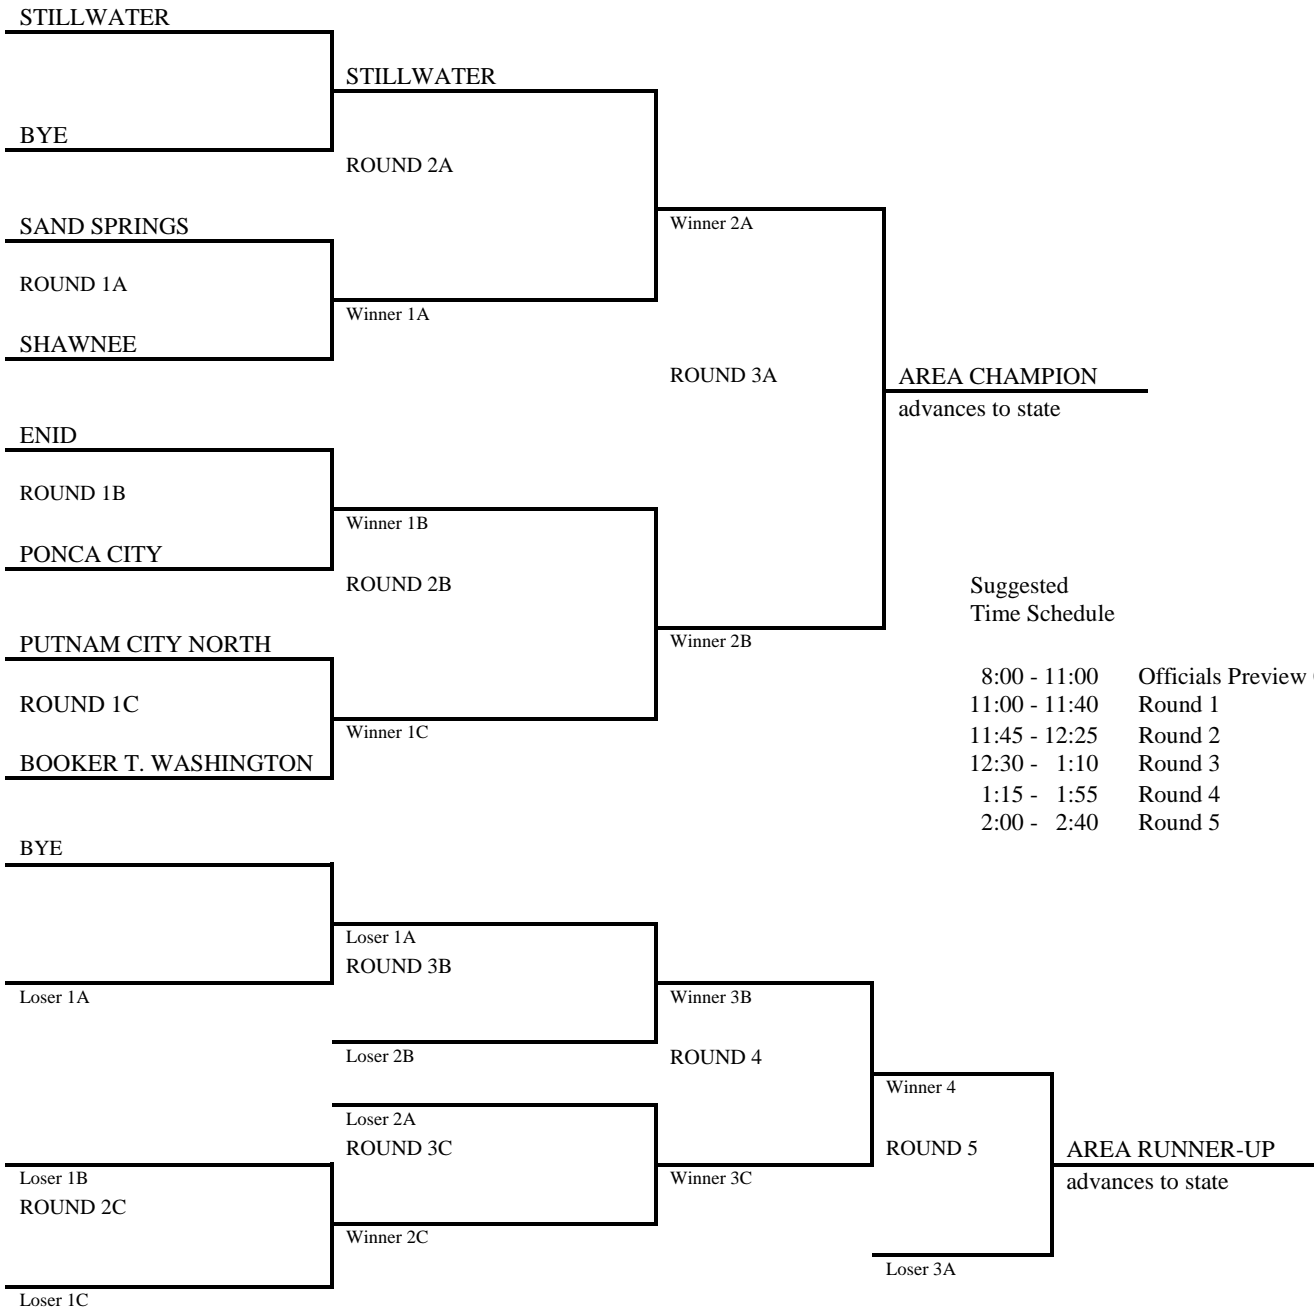 STILLWATER
STILLWATER
BYE
ROUND 2A
SAND SPRINGS
Winner 2A
ROUND 1A
Winner 1A
SHAWNEE
ROUND 3A
AREA CHAMPION
advances to state
ENID
ROUND 1B
Winner 1B
PONCA CITY
ROUND 2B
Suggested
Time Schedule
PUTNAM CITY NORTH
Winner 2B
8:00 - 11:00 Officials Preview
ROUND 1C
11:00 - 11:40 Round 1
Winner 1C
11:45 - 12:25 Round 2
BOOKER T. WASHINGTON
12:30 - 1:10 Round 3
1:15 - 1:55 Round 4
2:00 - 2:40 Round 5
BYE
Loser 1A
ROUND 3B
Loser 1A
Winner 3B
Loser 2B
ROUND 4
Winner 4
Loser 2A
ROUND 3C
ROUND 5
AREA RUNNER-UP
advances to state
Loser 1B
Winner 3C
ROUND 2C
Winner 2C
Loser 3A
Loser 1C